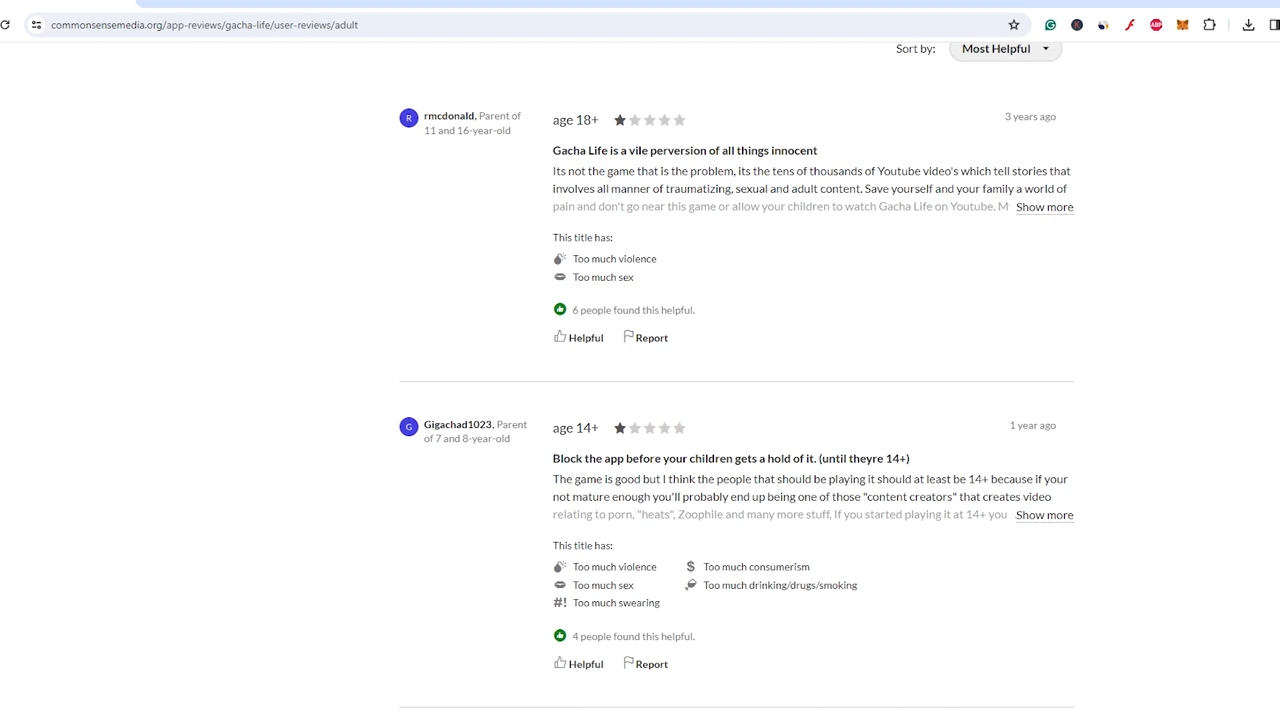 commonsensemedia.org/app-reviews/gacha-life/user-reviews/adult
Sort by: Most Helpful
R rmcdonald, Parent of
11 and 16-year-old
age 18+
3 years ago
Gacha Life is a vile perversion of all things innocent
Its not the game that is the problem, its the tens of thousands of Youtube video's which tell stories that
involves all manner of traumatizing, sexual and adult content. Save yourself and your family a world of
pain and don't go near this game or allow your children to watch Gacha Life on Youtube. M Show more
This title has:
Too much violence
Too much sex
6 people found this helpful.
Helpful Report
G Gigachad1023, Parent
of 7 and 8-year-old
age 14+
1 year ago
Block the app before your children gets a hold of it. (until theyre 14+)
The game is good but I think the people that should be playing it should at least be 14+ because if your
not mature enough you'll probably end up being one of those "content creators" that creates video
relating to porn, "heats", Zoophile and many more stuff, If you started playing it at 14+ you Show more
This title has:
Too much violence $ Too much consumerism
Too much sex Too much drinking/drugs/smoking
#! Too much swearing
4 people found this helpful.
Helpful Report